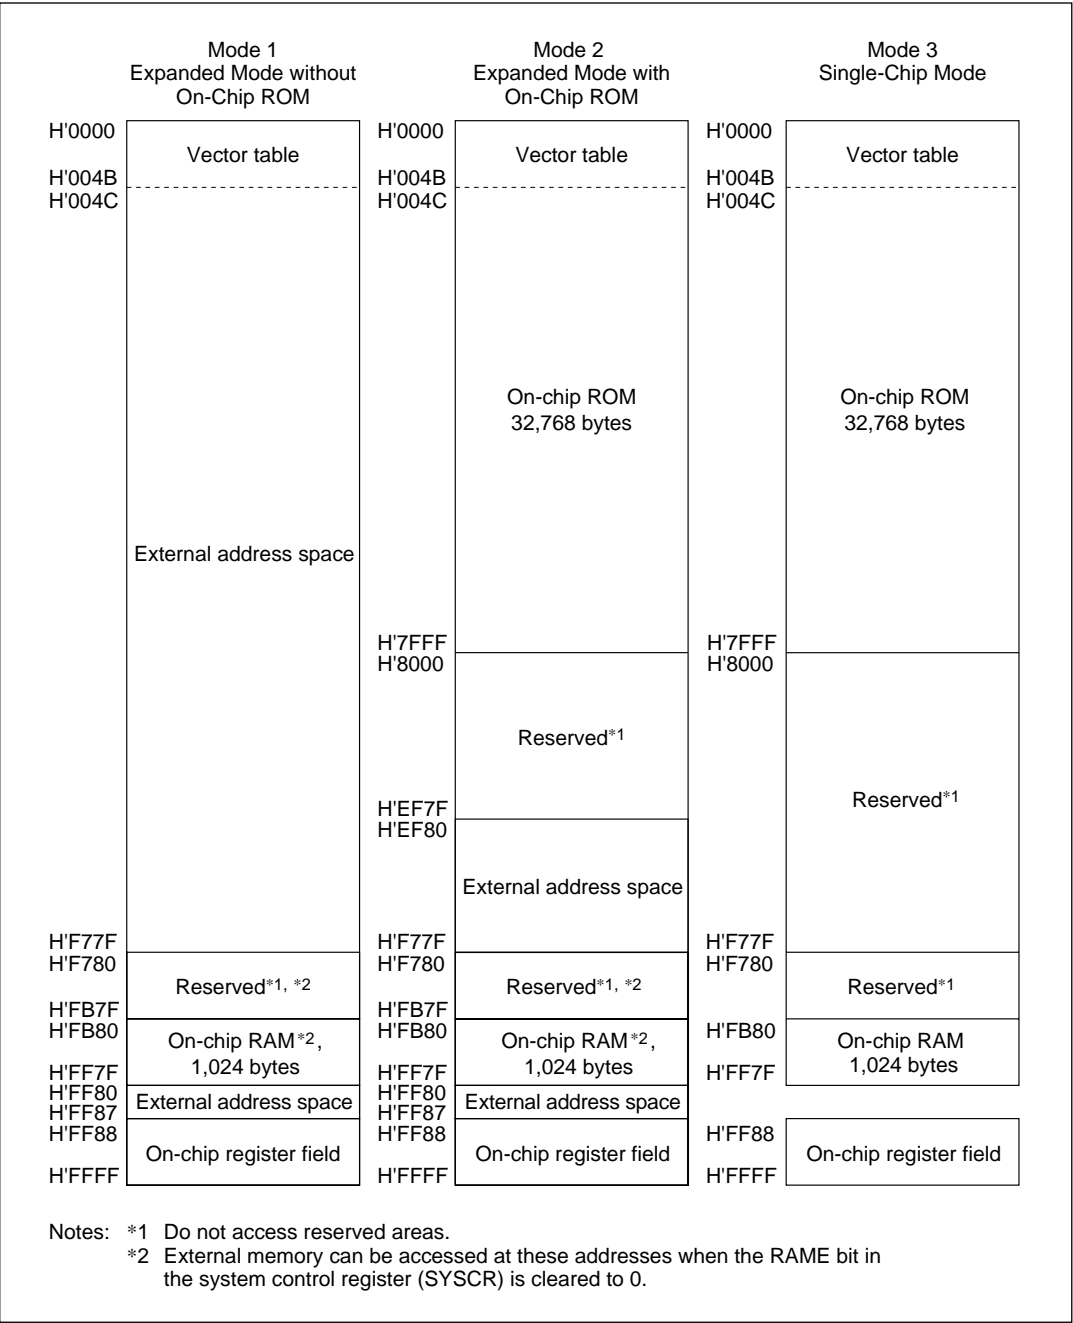 Mode 1
Expanded Mode without
On-Chip ROM
H'0000
Vector table
H'004B
H'004C
External address space
H'F77F
H'F780
Reserved*1, *2
H'FB7F
H'FB80
On-chip RAM*2,
1,024 bytes
H'FF7F
H'FF80
External address space
H'FF87
H'FF88
On-chip register field
H'FFFF
Mode 2
Expanded Mode with
On-Chip ROM
H'0000
Vector table
H'004B
H'004C
On-chip ROM
32,768 bytes
H'7FFF
H'8000
Reserved*1
H'EF7F
H'EF80
External address space
H'F77F
H'F780
Reserved*1, *2
H'FB7F
H'FB80
On-chip RAM*2,
1,024 bytes
H'FF7F
H'FF80
External address space
H'FF87
H'FF88
On-chip register field
H'FFFF
Mode 3
Single-Chip Mode
H'0000
Vector table
H'004B
H'004C
On-chip ROM
32,768 bytes
H'7FFF
H'8000
Reserved*1
H'F77F
H'F780
Reserved*1
H'FB80
On-chip RAM
1,024 bytes
H'FF7F
H'FF88
On-chip register field
H'FFFF
Notes: *1 Do not access reserved areas.
*2 External memory can be accessed at these addresses when the RAME bit in
the system control register (SYSCR) is cleared to 0.